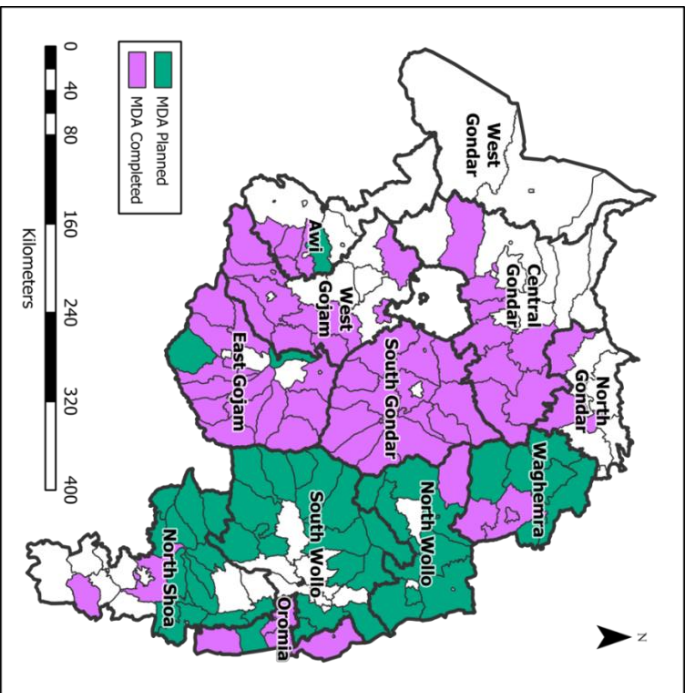 West
Gondar
Central
Gondar
North
Gondar
Awi
West
Gojam
South Gondar
Waghemra
East Gojam
North Wollo
South Wollo
Oromia
North Shoa
MDA Planned
MDA Completed
0 40 80 160 240 320 400
Kilometers
N